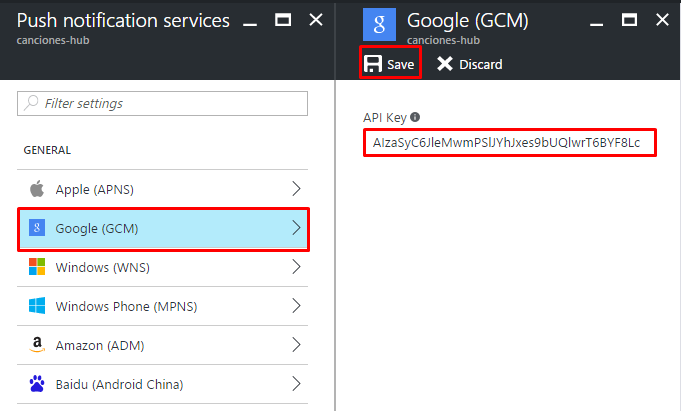 Push notification services
canciones-hub
Filter settings
GENERAL
Apple (APNS)
Google (GCM)
Windows (WNS)
Windows Phone (MPNS)
Amazon (ADM)
Baidu (Android China)
Google (GCM)
canciones-hub
Save
Discard
API Key
AIzaSyC6JleMwmPSlJYhJxes9bUQlwrT6BYF8Lc